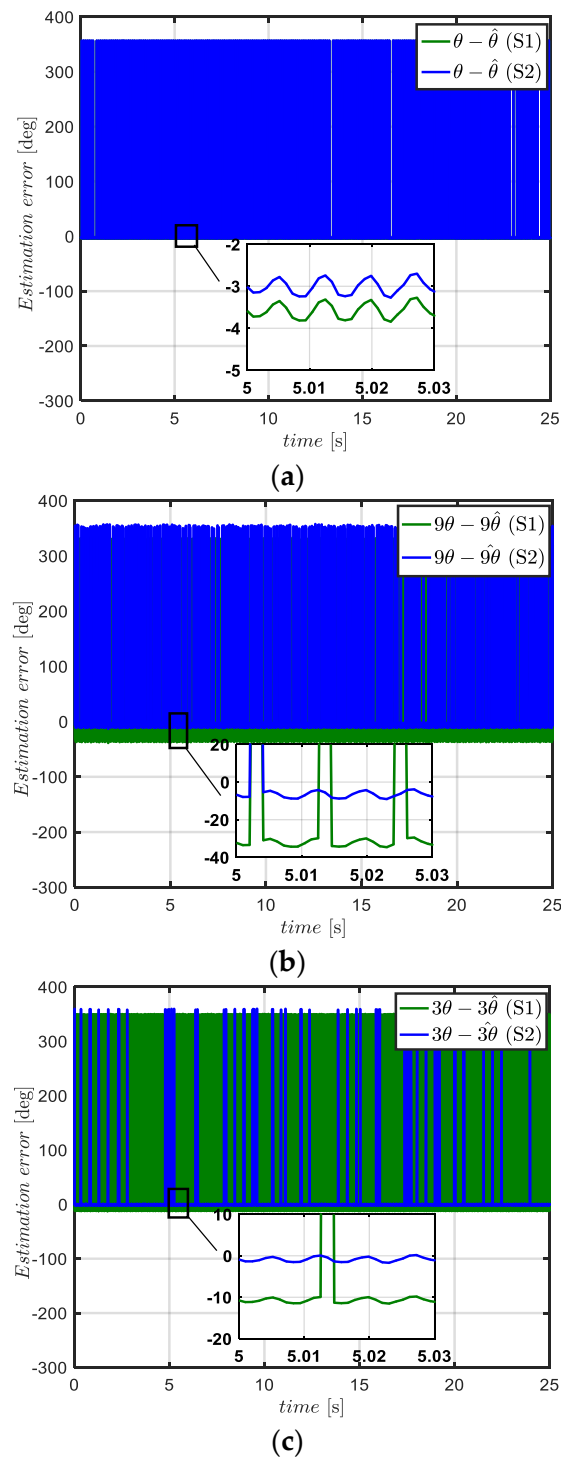 400
300
200
100
0
-100
-200
-300
Estimation error [deg]
θ − θ̂ (S1)
θ − θ̂ (S2)
-2
-3
-4
-5
5 5.01 5.02 5.03
0 5 10 15 20 25
time [s]
(a)
400
300
200
100
0
-100
-200
-300
Estimation error [deg]
9θ − 9θ̂ (S1)
9θ − 9θ̂ (S2)
20
0
-20
-40
5 5.01 5.02 5.03
0 5 10 15 20 25
time [s]
(b)
400
300
200
100
0
-100
-200
-300
Estimation error [deg]
3θ − 3θ̂ (S1)
3θ − 3θ̂ (S2)
10
0
-10
-20
5 5.01 5.02 5.03
0 5 10 15 20 25
time [s]
(c)